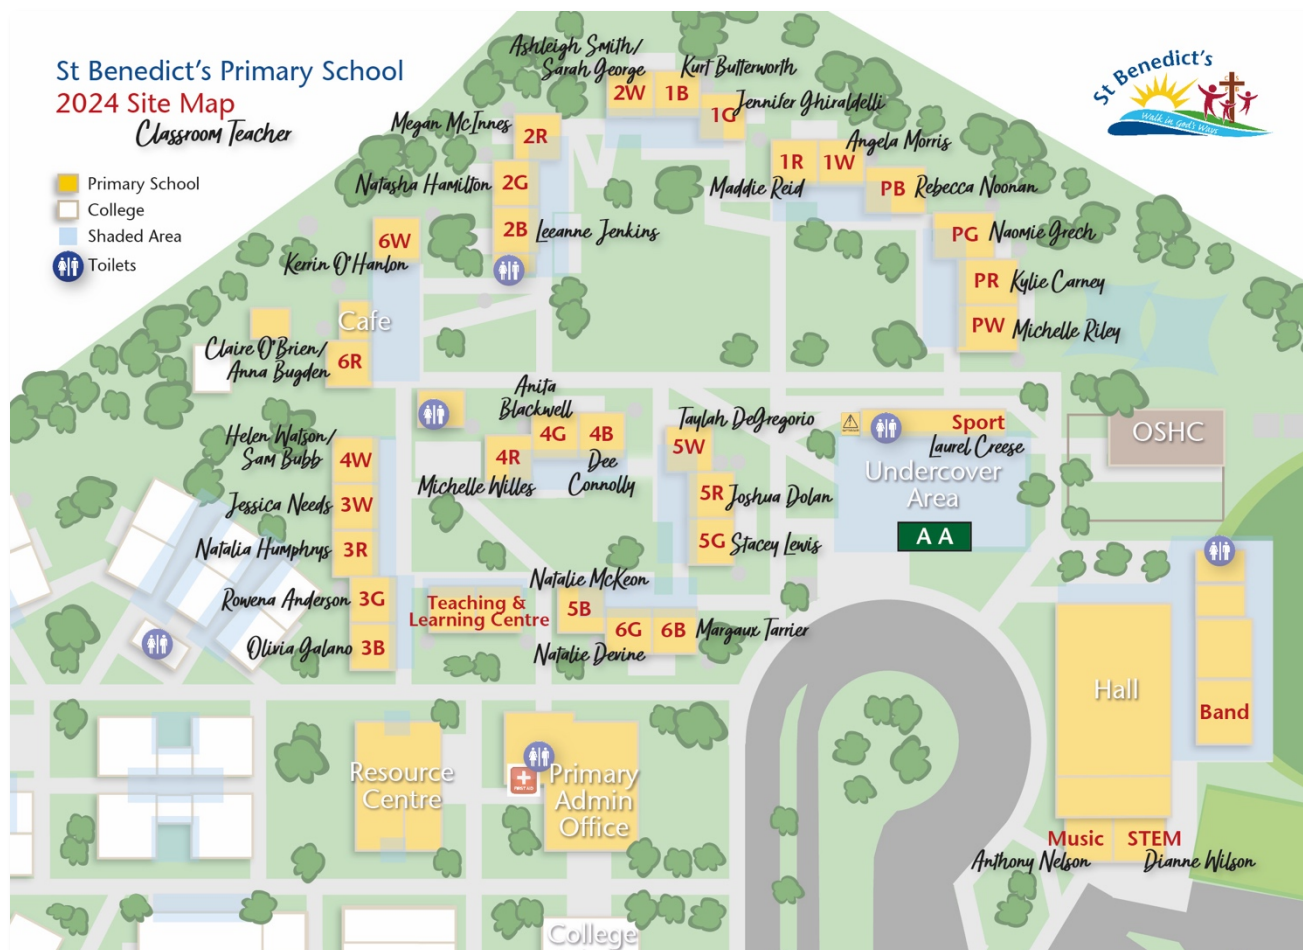 St Benedict's Primary School
2024 Site Map
Classroom Teacher
Primary School
College
Shaded Area
Toilets
St Benedict's
Walk in God's Ways
Ashleigh Smith/
Sarah George
Kurt Butterworth
2W
1B
Jennifer Ghiraldelli
1G
Megan McInnes
2R
Angela Morris
1R
1W
Maddie Reid
Natasha Hamilton
2G
PB
Rebecca Noonan
2B
Leeanne Jenkins
6W
Kerrin O'Hanlon
PG
Naomie Grech
PR
Kylie Carney
Cafe
PW
Michelle Riley
Claire O'Brien/
Anna Bugden
6R
Anita
Blackwell
4G
4B
Dee
Connolly
4R
Michelle Willes
Taylah DeGregorio
5W
Sport
Laurel Creese
OSHC
Undercover
Area
AA
Helen Watson/
Sam Bubb
4W
Jessica Needs
3W
5R
Joshua Dolan
Natalia Humphrys
3R
5G
Stacey Lewis
Rowena Anderson
3G
Teaching &
Learning Centre
Natalie McKeon
5B
6G
6B
Margaux Tarrier
Natalie Devine
Olivia Galano
3B
Hall
Band
Resource
Centre
FIRST AID
Primary
Admin
Office
Music
STEM
Anthony Nelson
Dianne Wilson
College